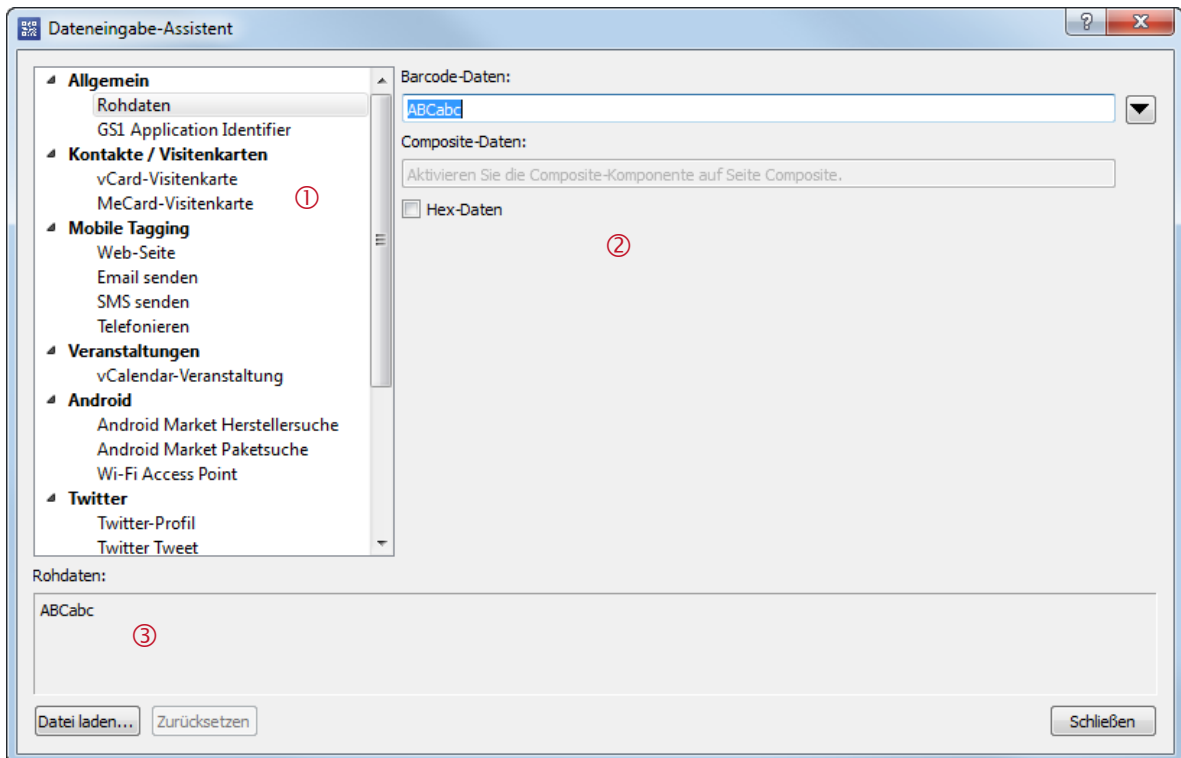 Dateneingabe-Assistent
Allgemein
Rohdaten
GS1 Application Identifier
Kontakte / Visitenkarten
vCard-Visitenkarte
MeCard-Visitenkarte
①
Mobile Tagging
Web-Seite
Email senden
SMS senden
Telefonieren
Veranstaltungen
vCalendar-Veranstaltung
Android
Android Market Herstellersuche
Android Market Paketsuche
Wi-Fi Access Point
Twitter
Twitter-Profil
Twitter Tweet
Barcode-Daten:
ABCabc
Composite-Daten:
Aktivieren Sie die Composite-Komponente auf Seite Composite.
Hex-Daten
②
Rohdaten:
ABCabc
③
Datei laden...
Zurücksetzen
Schließen